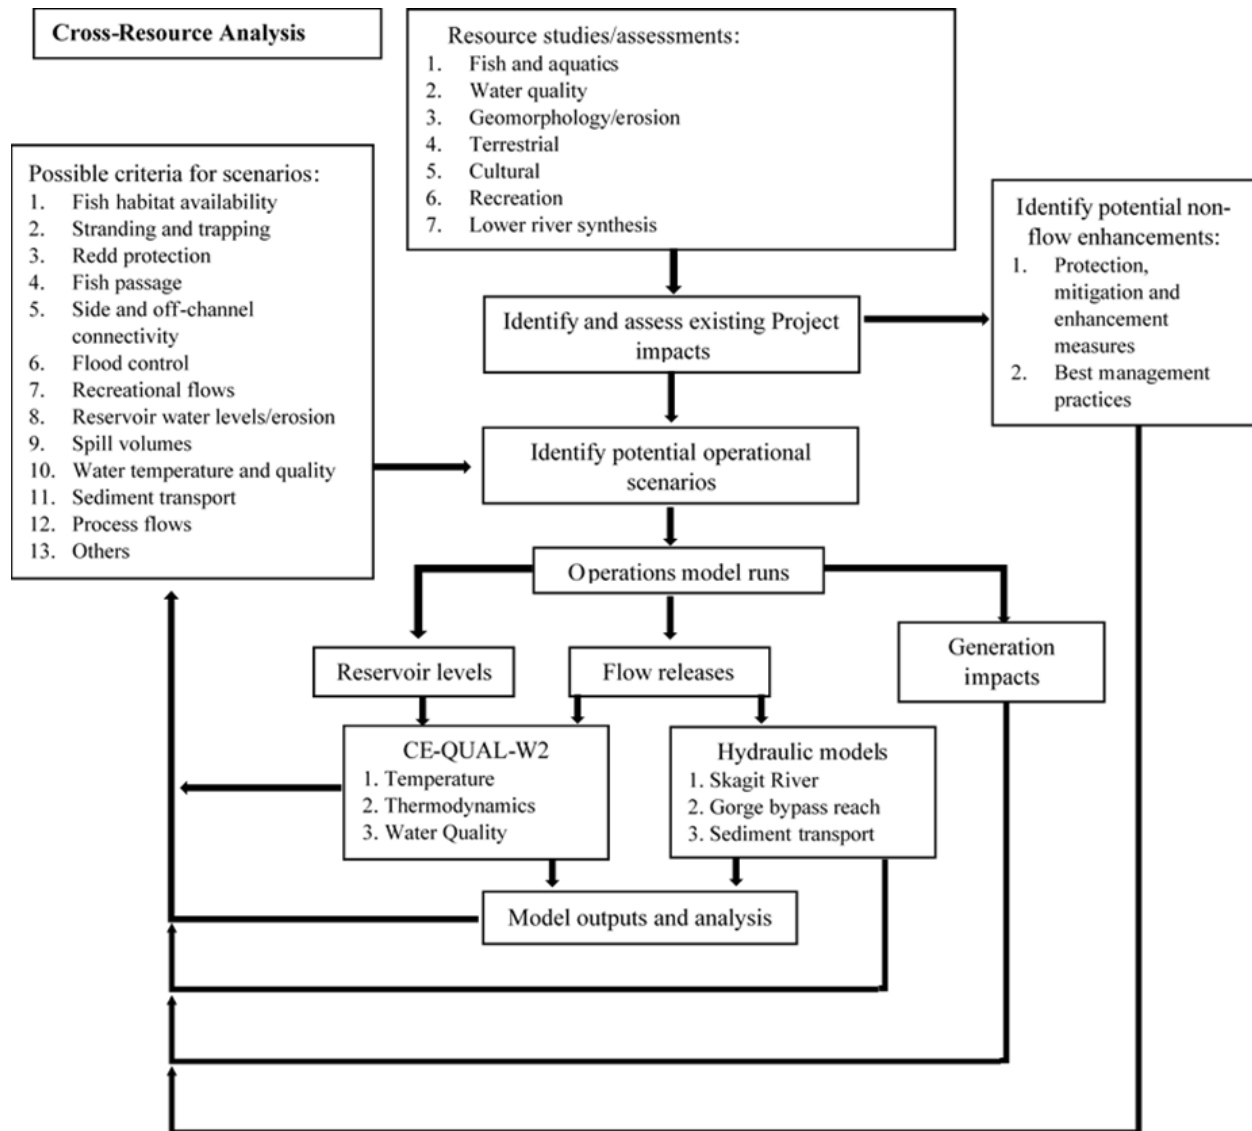 Cross-Resource Analysis
Resource studies/assessments:
1. Fish and aquatics
2. Water quality
3. Geomorphology/erosion
4. Terrestrial
5. Cultural
6. Recreation
7. Lower river synthesis
Possible criteria for scenarios:
1. Fish habitat availability
2. Stranding and trapping
3. Redd protection
4. Fish passage
5. Side and off-channel
connectivity
6. Flood control
7. Recreational flows
8. Reservoir water levels/erosion
9. Spill volumes
10. Water temperature and quality
11. Sediment transport
12. Process flows
13. Others
Identify potential non-
flow enhancements:
1. Protection,
mitigation and
enhancement
measures
2. Best management
practices
Identify and assess existing Project
impacts
Identify potential operational
scenarios
Operations model runs
Reservoir levels
Flow releases
Generation
impacts
CE-QUAL-W2
1. Temperature
2. Thermodynamics
3. Water Quality
Hydraulic models
1. Skagit River
2. Gorge bypass reach
3. Sediment transport
Model outputs and analysis